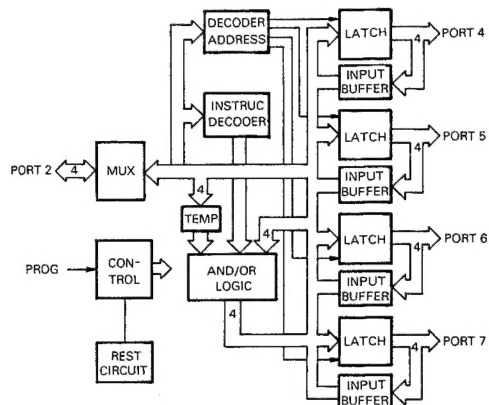 DECODER
ADDRESS
LATCH
4
PORT 4
INPUT
BUFFER
INSTRUC
DECOOER
LATCH
4
PORT 5
INPUT
BUFFER
PORT 2
4
MUX
4
TEMP
4
LATCH
4
PORT 6
INPUT
BUFFER
PROG
CON-
TROL
AND/OR
LOGIC
4
REST
CIRCUIT
LATCH
4
PORT 7
INPUT
BUFFER